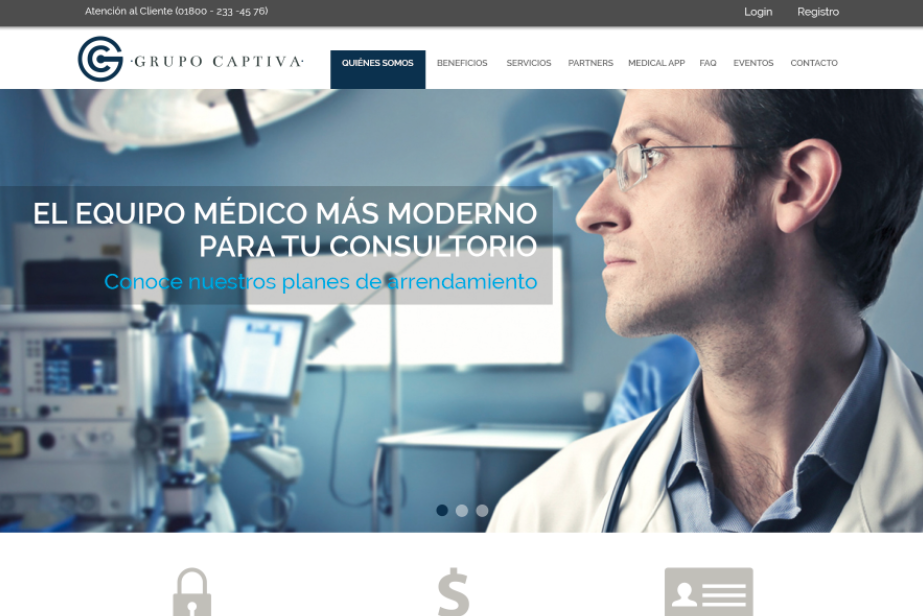 Atención al Cliente (01800 - 233 -45 76)
Login
Registro
·GRUPO CAPTIVA·
QUIÉNES SOMOS
BENEFICIOS
SERVICIOS
PARTNERS
MEDICAL APP
FAQ
EVENTOS
CONTACTO
EL EQUIPO MÉDICO MÁS MODERNO
PARA TU CONSULTORIO
Conoce nuestros planes de arrendamiento
$